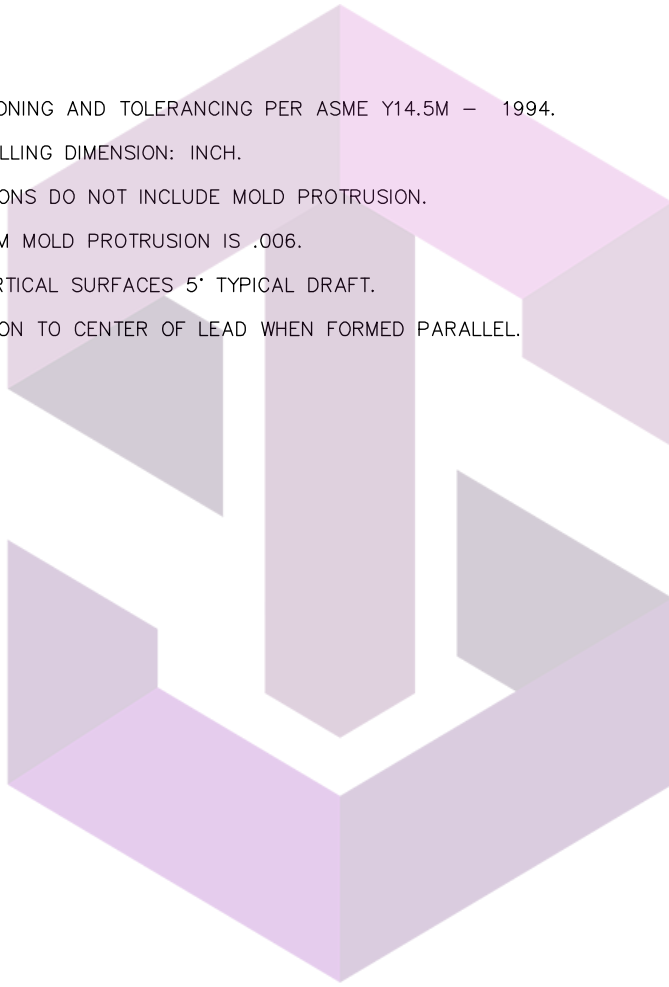 ONING AND TOLERANCING PER ASME Y14.5M – 1994.
LLING DIMENSION: INCH.
ONS DO NOT INCLUDE MOLD PROTRUSION.
M MOLD PROTRUSION IS .006.
RTICAL SURFACES 5° TYPICAL DRAFT.
ON TO CENTER OF LEAD WHEN FORMED PARALLEL.